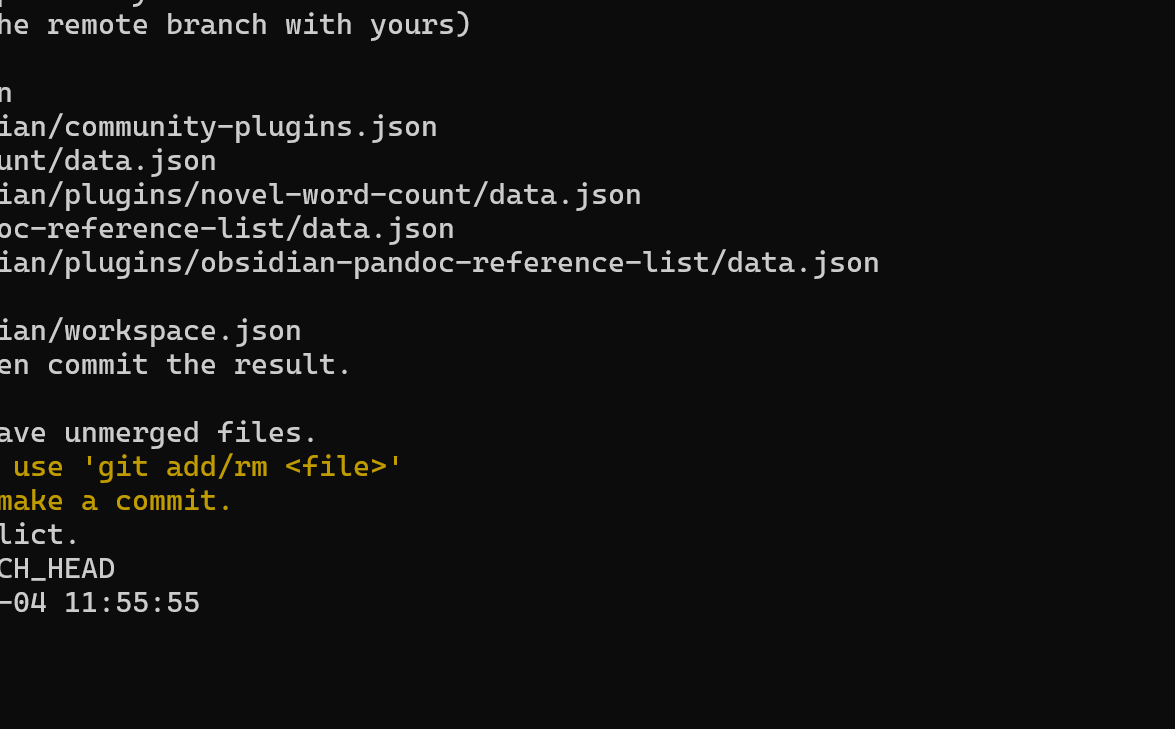 he remote branch with yours)
n
ian/community-plugins.json
unt/data.json
ian/plugins/novel-word-count/data.json
oc-reference-list/data.json
ian/plugins/obsidian-pandoc-reference-list/data.json
ian/workspace.json
en commit the result.
ave unmerged files.
use 'git add/rm <file>'
make a commit.
lict.
CH_HEAD
-04 11:55:55